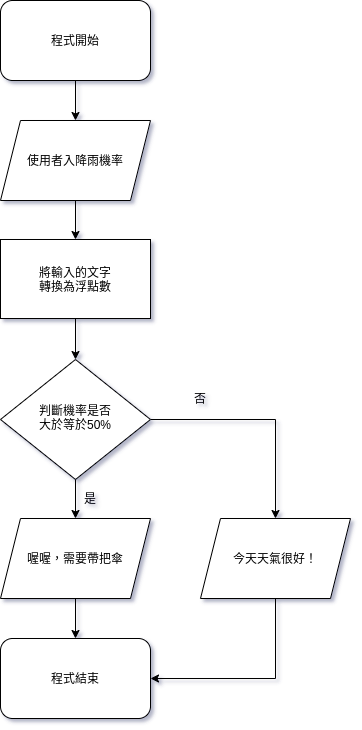 程式開始
使用者入降雨機率
將輸入的文字
轉換為浮點數
判斷機率是否
大於等於50%
否
是
喔喔，需要帶把傘
今天天氣很好！
程式結束